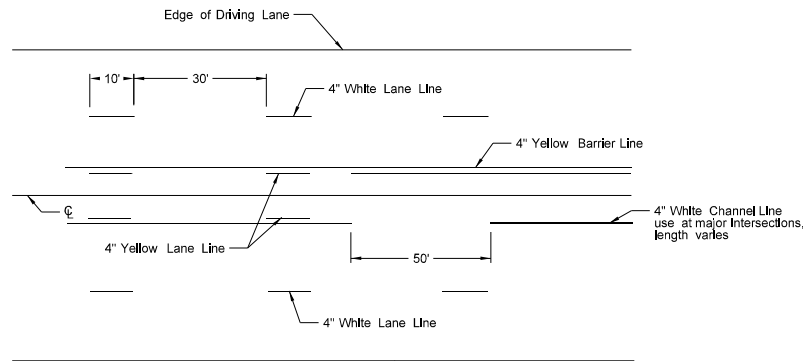 Edge of Driving Lane
10'
30'
4" White Lane Line
4" Yellow Barrier Line
℄
4" Yellow Lane Line
4" White Channel Line
use at major intersections,
length varies
50'
4" White Lane Line